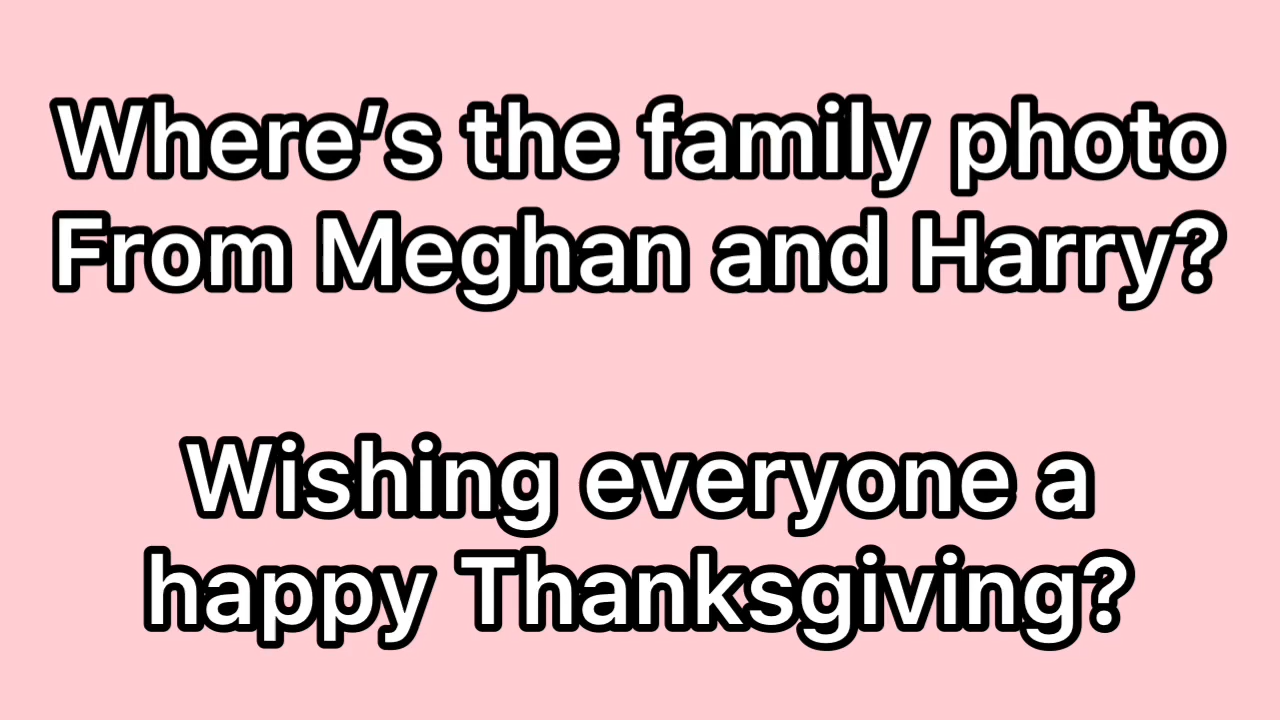 Where’s the family photo
From Meghan and Harry?
Wishing everyone a
happy Thanksgiving?